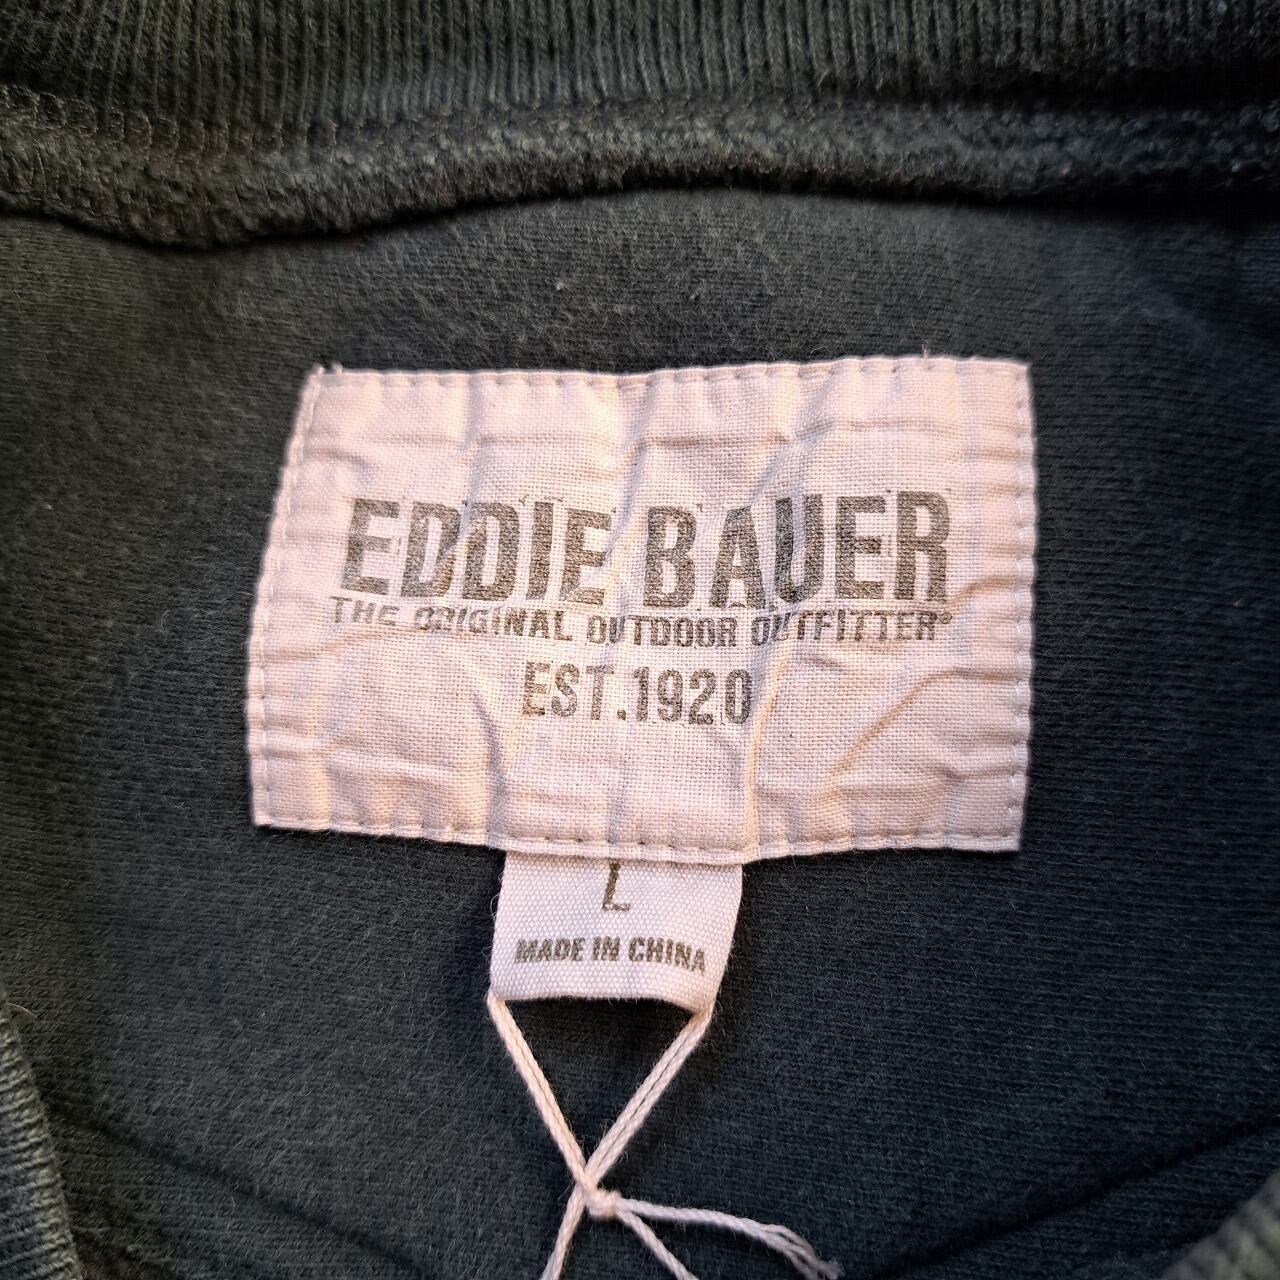 EDDIE BAUER
THE ORIGINAL OUTDOOR OUTFITTER®
EST.1920
L
MADE IN CHINA